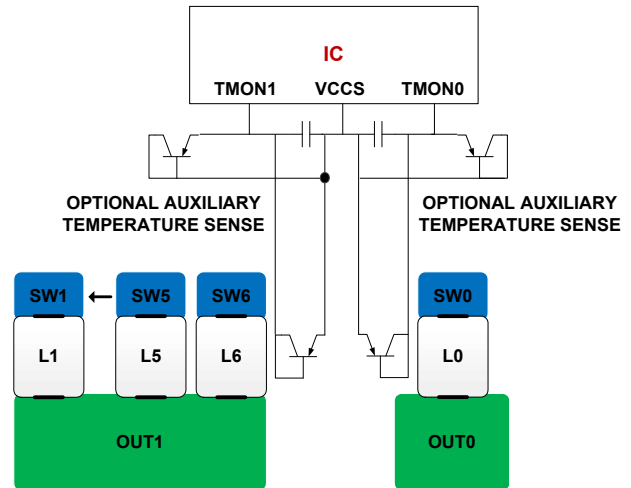 IC
TMON1 VCCS TMON0
OPTIONAL AUXILIARY
TEMPERATURE SENSE
OPTIONAL AUXILIARY
TEMPERATURE SENSE
SW1 SW5 SW6 SW0
L1 L5 L6 L0
OUT1 OUT0